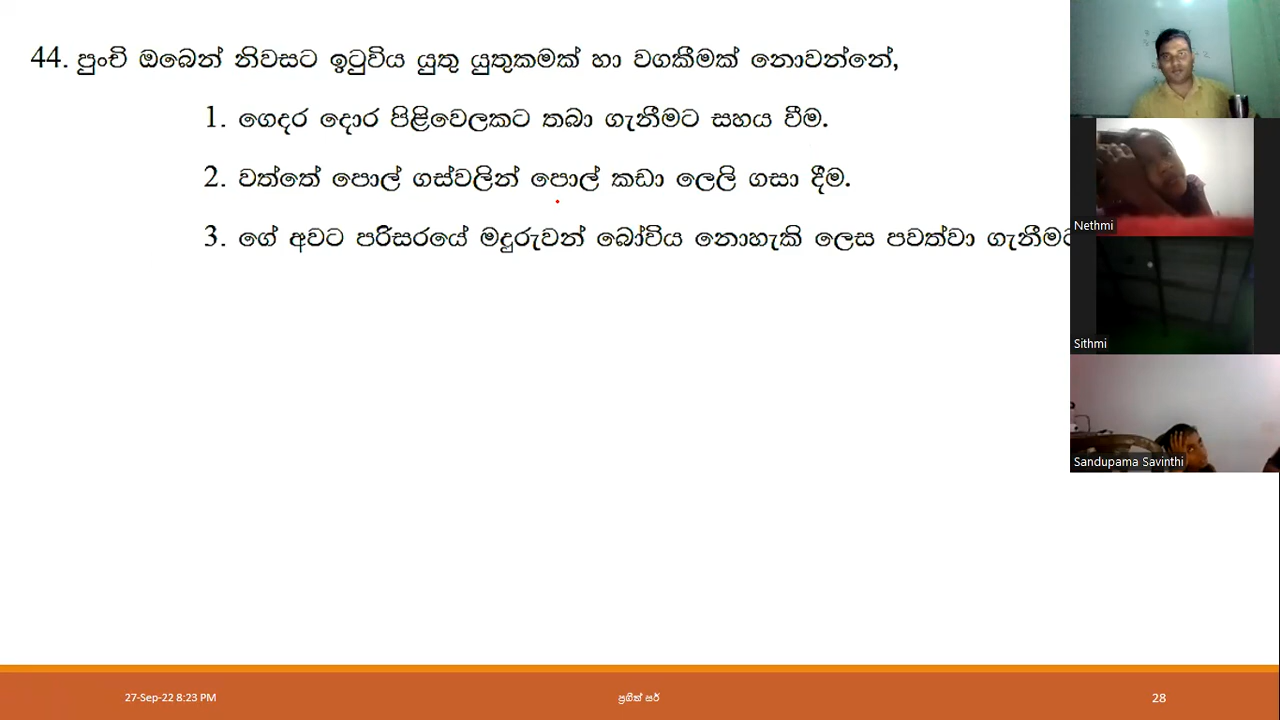 44. පුංචි ඔබෙන් නිවසට ඉටුවිය යුතු යුතුකමක් හා වගකීමක් නොවන්නේ,
1. ගෙදර දොර පිළිවෙලකට තබා ගැනීමට සහය වීම.
2. වත්තේ පොල් ගස්වලින් පොල් කඩා ලෙලි ගසා දීම.
3. ගේ අවට පරිසරයේ මදුරුවන් බෝවිය නොහැකි ලෙස පවත්වා
Nethmi
Sithmi
Sandupama Savinthi
27-Sep-22 8:23 PM
ප්‍රගීත් සර්
28